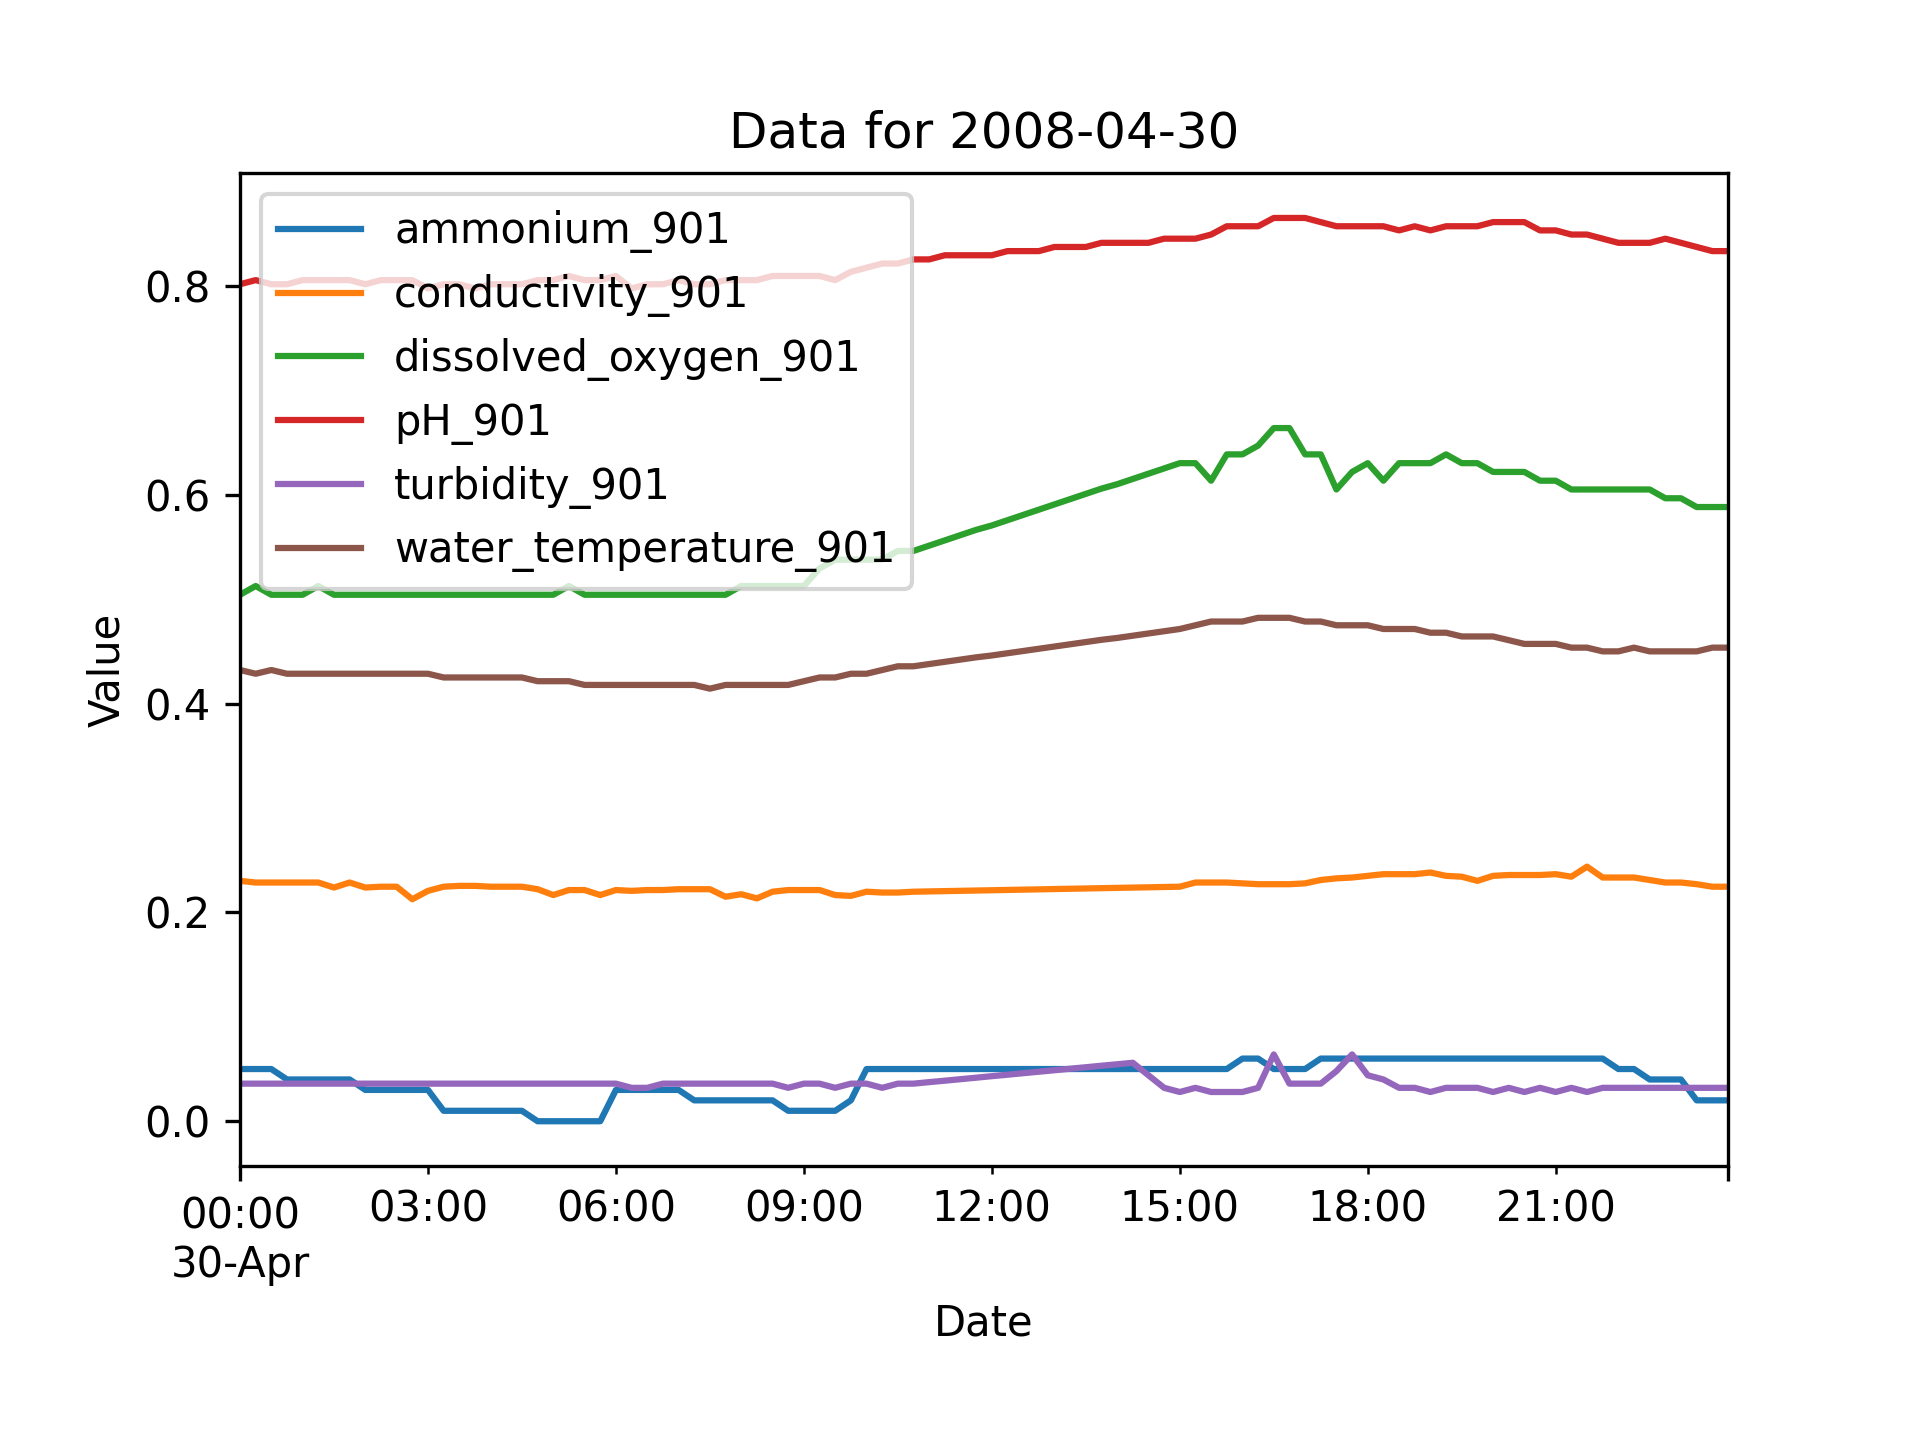 Data for 2008-04-30
ammonium_901
conductivity_901
dissolved_oxygen_901
pH_901
turbidity_901
water_temperature_901
Value
0.8
0.6
0.4
0.2
0.0
00:00 03:00 06:00 09:00 12:00 15:00 18:00 21:00
30-Apr
Date